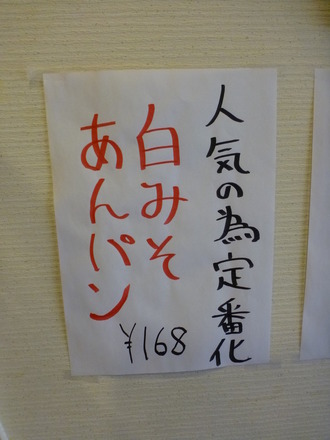 人気の為定番化
白みそ
あんパン
¥168